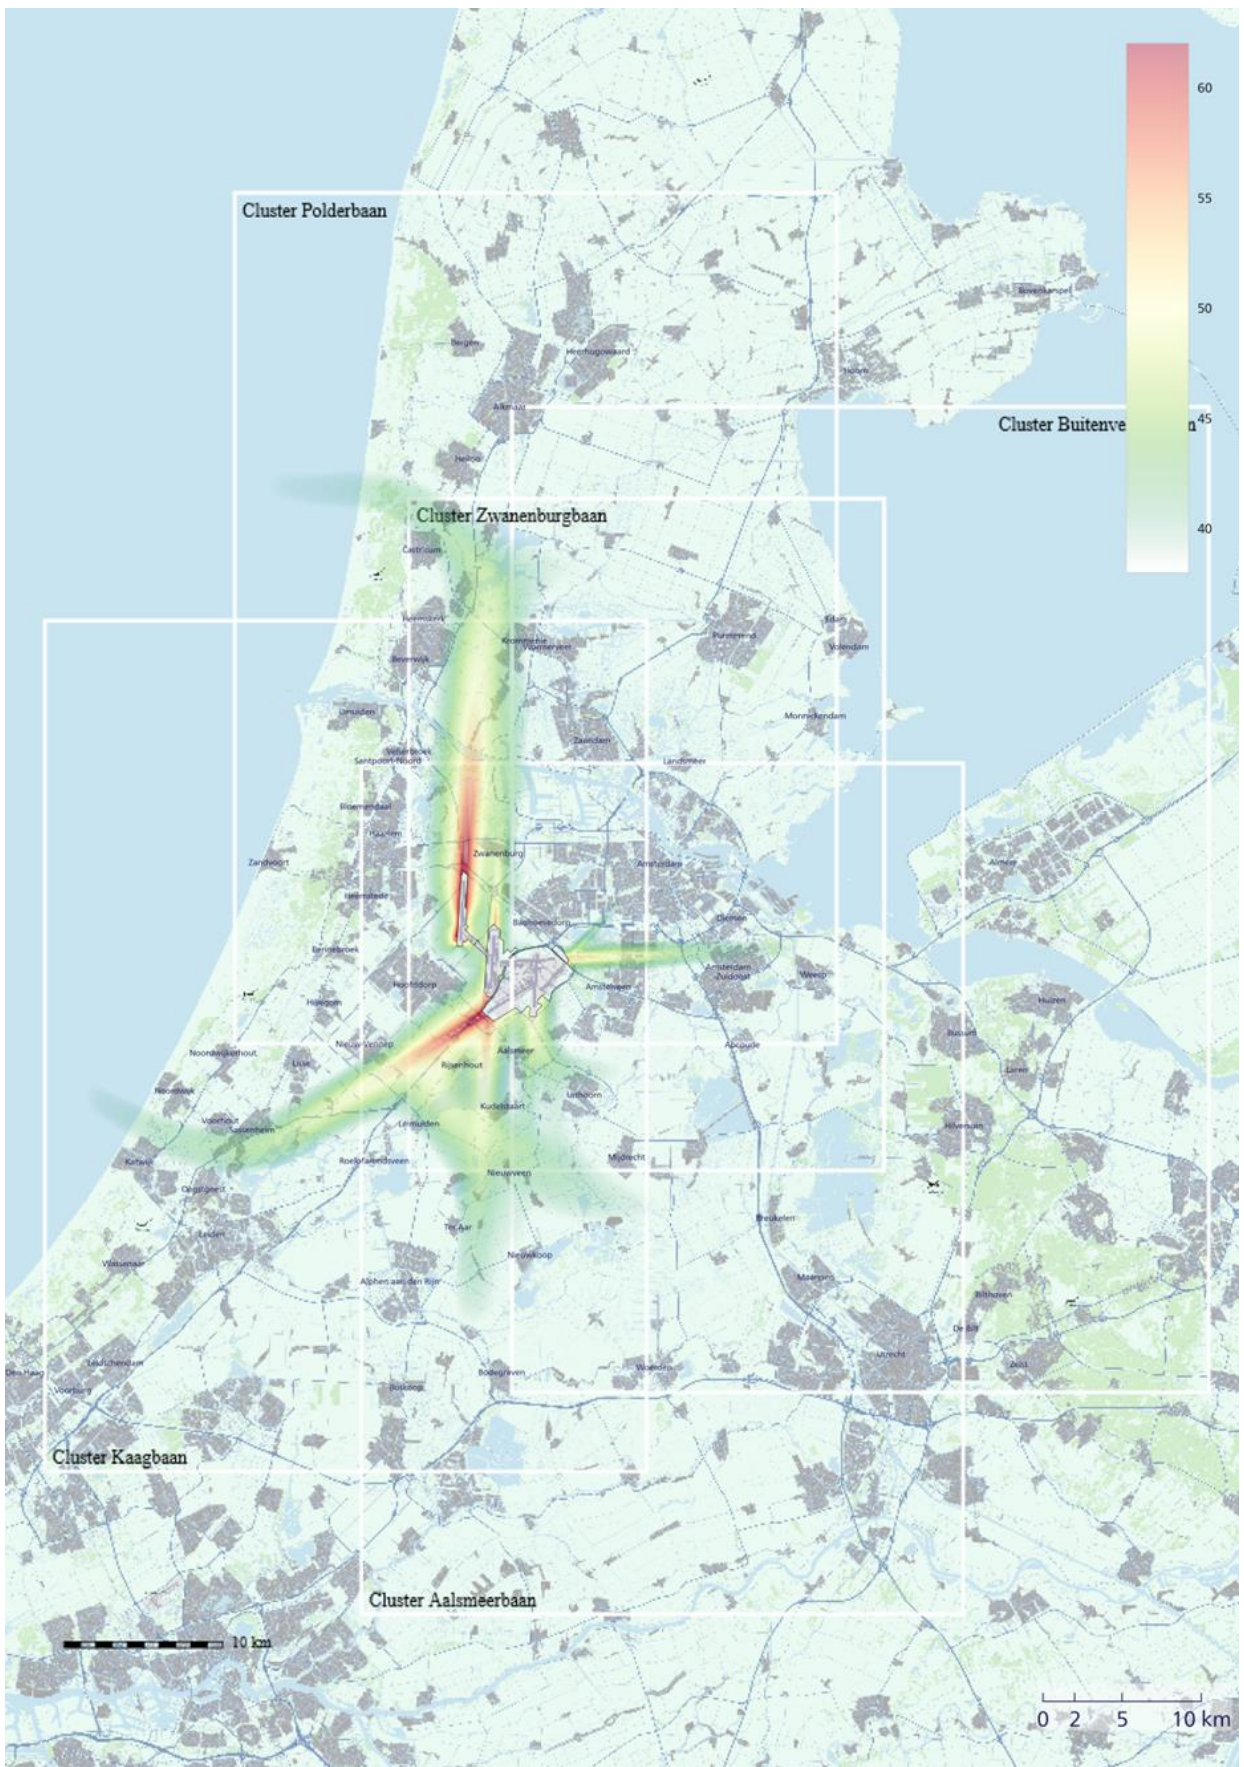 60
Cluster Polderbaan
55
Bovenkarspel
50
Bergen
Heerhugowaard
Hoorn
Alkmaar
45
Cluster Buitenve
n
Heiloo
Cluster Zwanenburgbaan
40
Castricum
Heemskerk
Edam
Krommenie
Purmerend
Wormerveer
Volendam
Beverwijk
IJmuiden
Monnickendam
Zaandam
Velserbroek
Santpoort-Noord
Landsmeer
Bloemendaal
Haarlem
Zwanenburg
Zandvoort
Amsterdam
Almere
Heemstede
Badhoevedorp
Diemen
Bennebroek
Amsterdam
Zuidoost
Weesp
Hoofddorp
Amstelveen
Hillegom
Huizen
Bussum
Nieuw-Vennep
Abcoude
Noordwijkerhout
Aalsmeer
Lisse
Rijsenhout
Laren
Noordwijk
Uithoorn
Kudelstaart
Voorhout
Sassenheim
Leimuiden
Hilversum
Katwijk
Roelofarendsveen
Mijdrecht
Nieuwveen
Oegstgeest
Breukelen
Ter Aar
Leiden
Nieuwkoop
Wassenaar
Alphen aan den Rijn
Maarssen
Bilthoven
De Bilt
Utrecht
Leidschendam
Zeist
Den Haag
Bodegraven
Woerden
Voorburg
Boskoop
Cluster Kaagbaan
Cluster Aalsmeerbaan
10 km
0 2 5 10 km